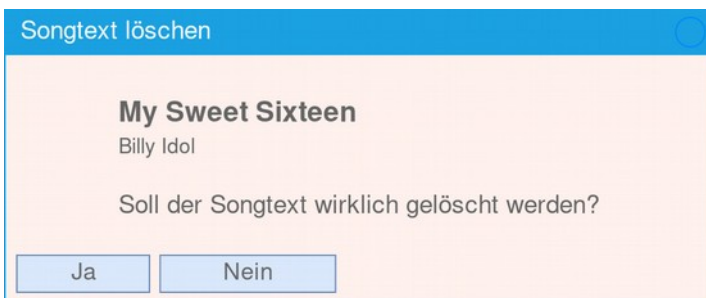 Songtext löschen
My Sweet Sixteen
Billy Idol
Soll der Songtext wirklich gelöscht werden?
Ja
Nein